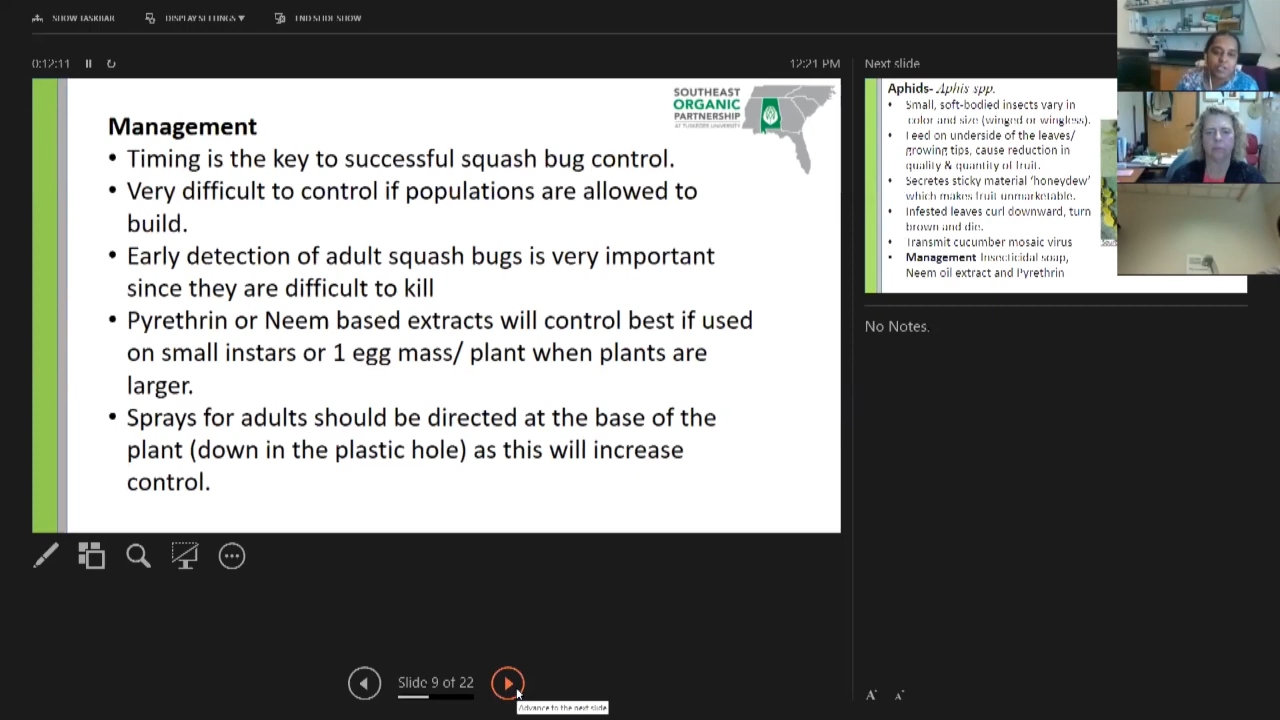 SHOW TASKBAR
DISPLAY SETTINGS ▼
END SLIDE SHOW
0:12:11
12:21 PM
SOUTHEAST
ORGANIC
PARTNERSHIP
AT TUSKEGEE UNIVERSITY
Management
• Timing is the key to successful squash bug control.
• Very difficult to control if populations are allowed to
build.
• Early detection of adult squash bugs is very important
since they are difficult to kill
• Pyrethrin or Neem based extracts will control best if used
on small instars or 1 egg mass/ plant when plants are
larger.
• Sprays for adults should be directed at the base of the
plant (down in the plastic hole) as this will increase
control.
Slide 9 of 22
Advance to the next slide
Next slide
Aphids- Aphis spp.
• Small, soft-bodied insects vary in
color and size (winged or wingless).
• Feed on underside of the leaves/
growing tips, cause reduction in
quality & quantity of fruit.
• Secretes sticky material 'honeydew'
which makes fruit unmarketable.
• Infested leaves curl downward, turn
brown and die.
• Transmit cucumber mosaic virus
• Management Insecticidal soap,
Neem oil extract and Pyrethrin
No Notes.
A A